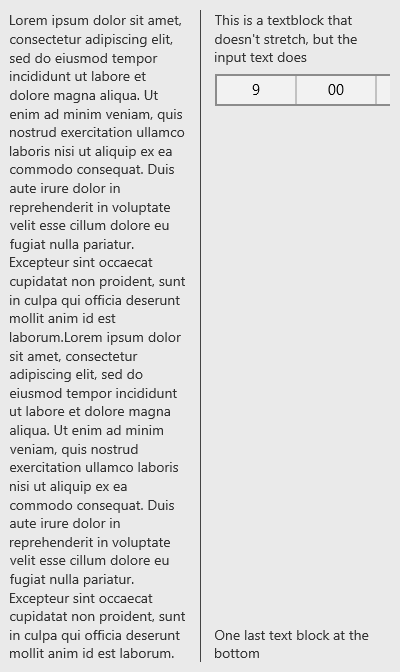 Lorem ipsum dolor sit amet,
consectetur adipiscing elit,
sed do eiusmod tempor
incididunt ut labore et
dolore magna aliqua. Ut
enim ad minim veniam, quis
nostrud exercitation ullamco
laboris nisi ut aliquip ex ea
commodo consequat. Duis
aute irure dolor in
reprehenderit in voluptate
velit esse cillum dolore eu
fugiat nulla pariatur.
Excepteur sint occaecat
cupidatat non proident, sunt
in culpa qui officia deserunt
mollit anim id est
laborum.Lorem ipsum dolor
sit amet, consectetur
adipiscing elit, sed do
eiusmod tempor incididunt
ut labore et dolore magna
aliqua. Ut enim ad minim
veniam, quis nostrud
exercitation ullamco laboris
nisi ut aliquip ex ea
commodo consequat. Duis
aute irure dolor in
reprehenderit in voluptate
velit esse cillum dolore eu
fugiat nulla pariatur.
Excepteur sint occaecat
cupidatat non proident, sunt
in culpa qui officia deserunt
mollit anim id est laborum.
This is a textblock that
doesn't stretch, but the
input text does
9 00
One last text block at the
bottom